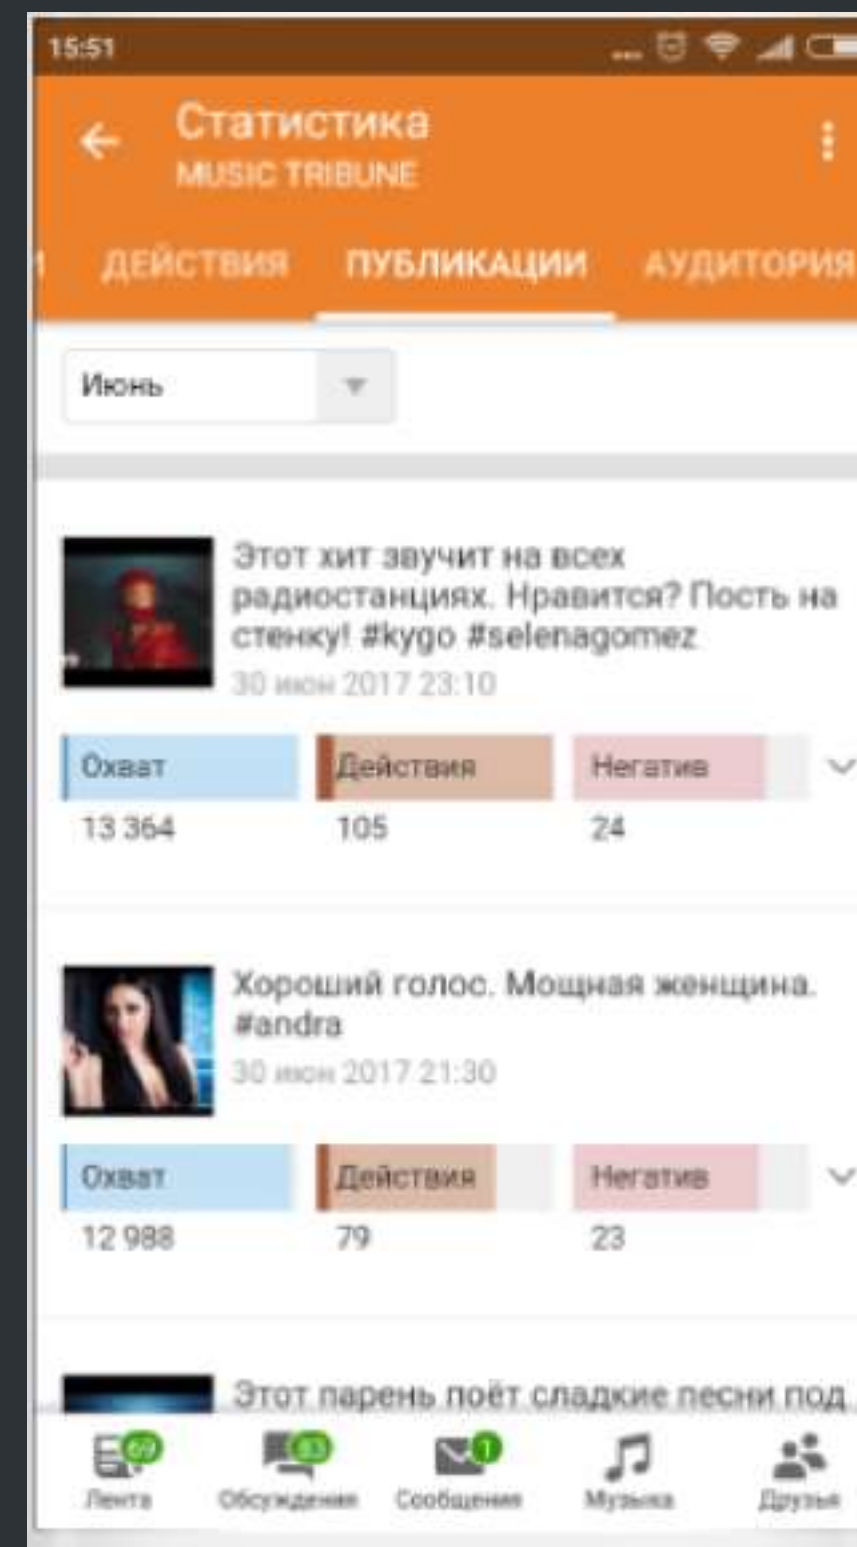 15:51
Статистика
MUSIC TRIBUNE
ДЕЙСТВИЯ ПУБЛИКАЦИИ АУДИТОРИЯ
Июнь
Этот хит звучит на всех
радиостанциях. Нравится? Пость на
стенку! #kygo #selenagomez
30 июн 2017 23:10
Охват Действия Негатив
13 364 105 24
Хороший голос. Мощная женщина.
#andra
30 июн 2017 21:30
Охват Действия Негатив
12 988 79 23
Этот парень поёт сладкие песни под
69 83 1
Лента Обсуждения Сообщения Музыка Друзья